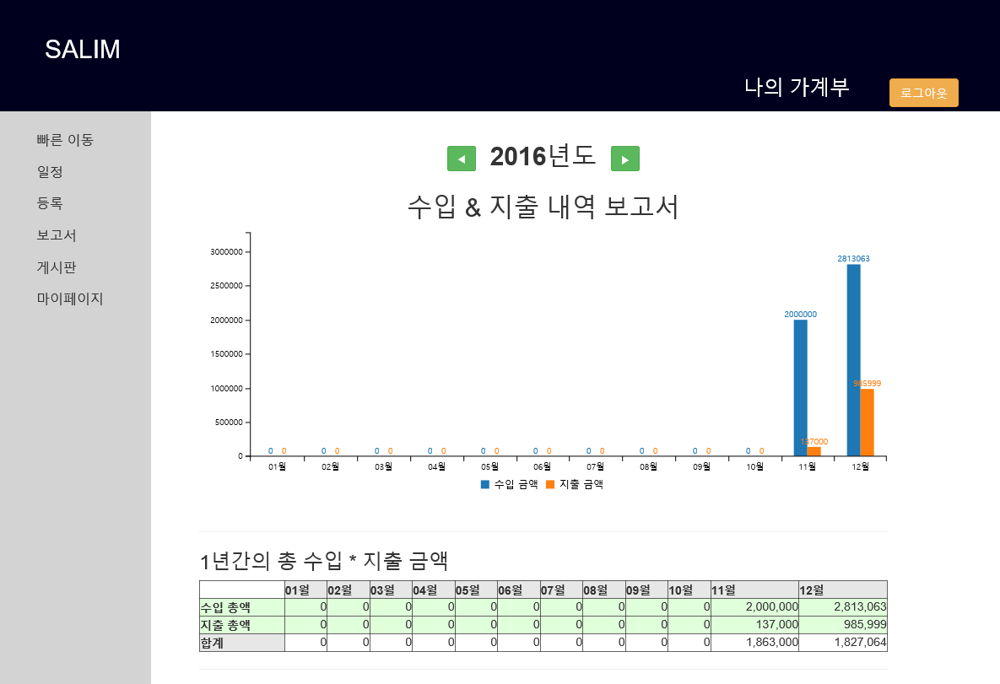 SALIM
나의 가계부
로그아웃
빠른 이동
일정
등록
보고서
게시판
마이페이지
◀ 2016년도 ▶
수입 & 지출 내역 보고서
3000000
2500000
2000000
1500000
1000000
500000
0
2813063
2000000
985999
137000
0 0 0 0 0 0 0 0 0 0 0 0 0 0 0 0 0 0 0 0
01월 02월 03월 04월 05월 06월 07월 08월 09월 10월 11월 12월
수입 금액 지출 금액
1년간의 총 수입 * 지출 금액
01월 02월 03월 04월 05월 06월 07월 08월 09월 10월 11월 12월
수입 총액 0 0 0 0 0 0 0 0 0 0 2,000,000 2,813,063
지출 총액 0 0 0 0 0 0 0 0 0 0 137,000 985,999
합계 0 0 0 0 0 0 0 0 0 0 1,863,000 1,827,064